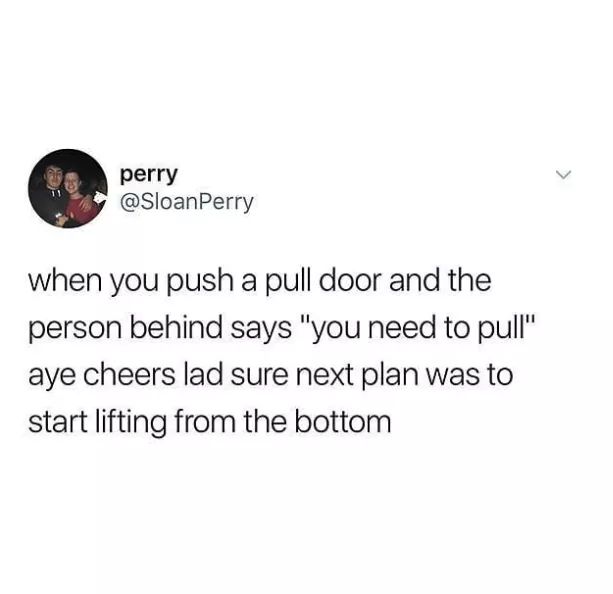 perry
@SloanPerry
when you push a pull door and the
person behind says "you need to pull"
aye cheers lad sure next plan was to
start lifting from the bottom